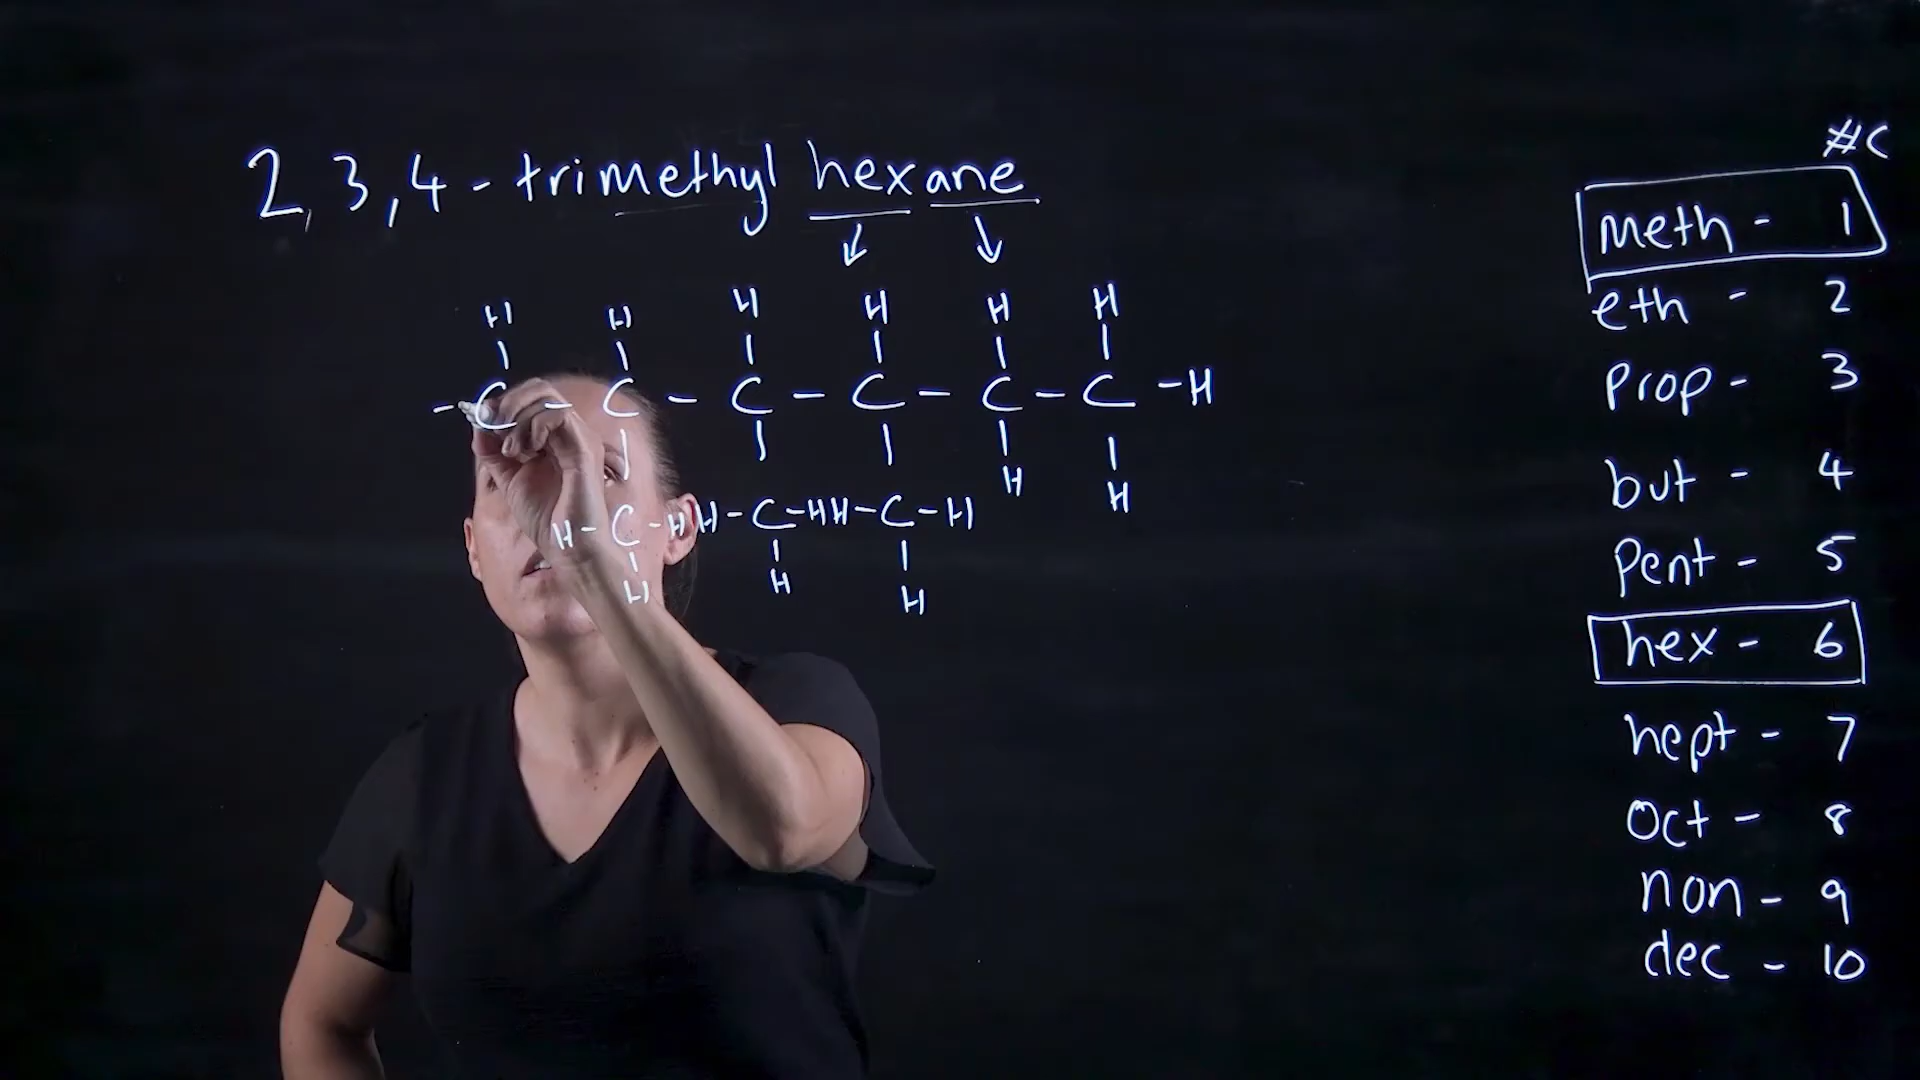 2,3,4-trimethyl hexane
H H H H H H
-C-C-C-C-C-C-H
H H
H-C-H H-C-H H-C-H
H H H
#C
meth - 1
eth - 2
prop - 3
but - 4
pent - 5
hex - 6
hept - 7
oct - 8
non - 9
dec - 10